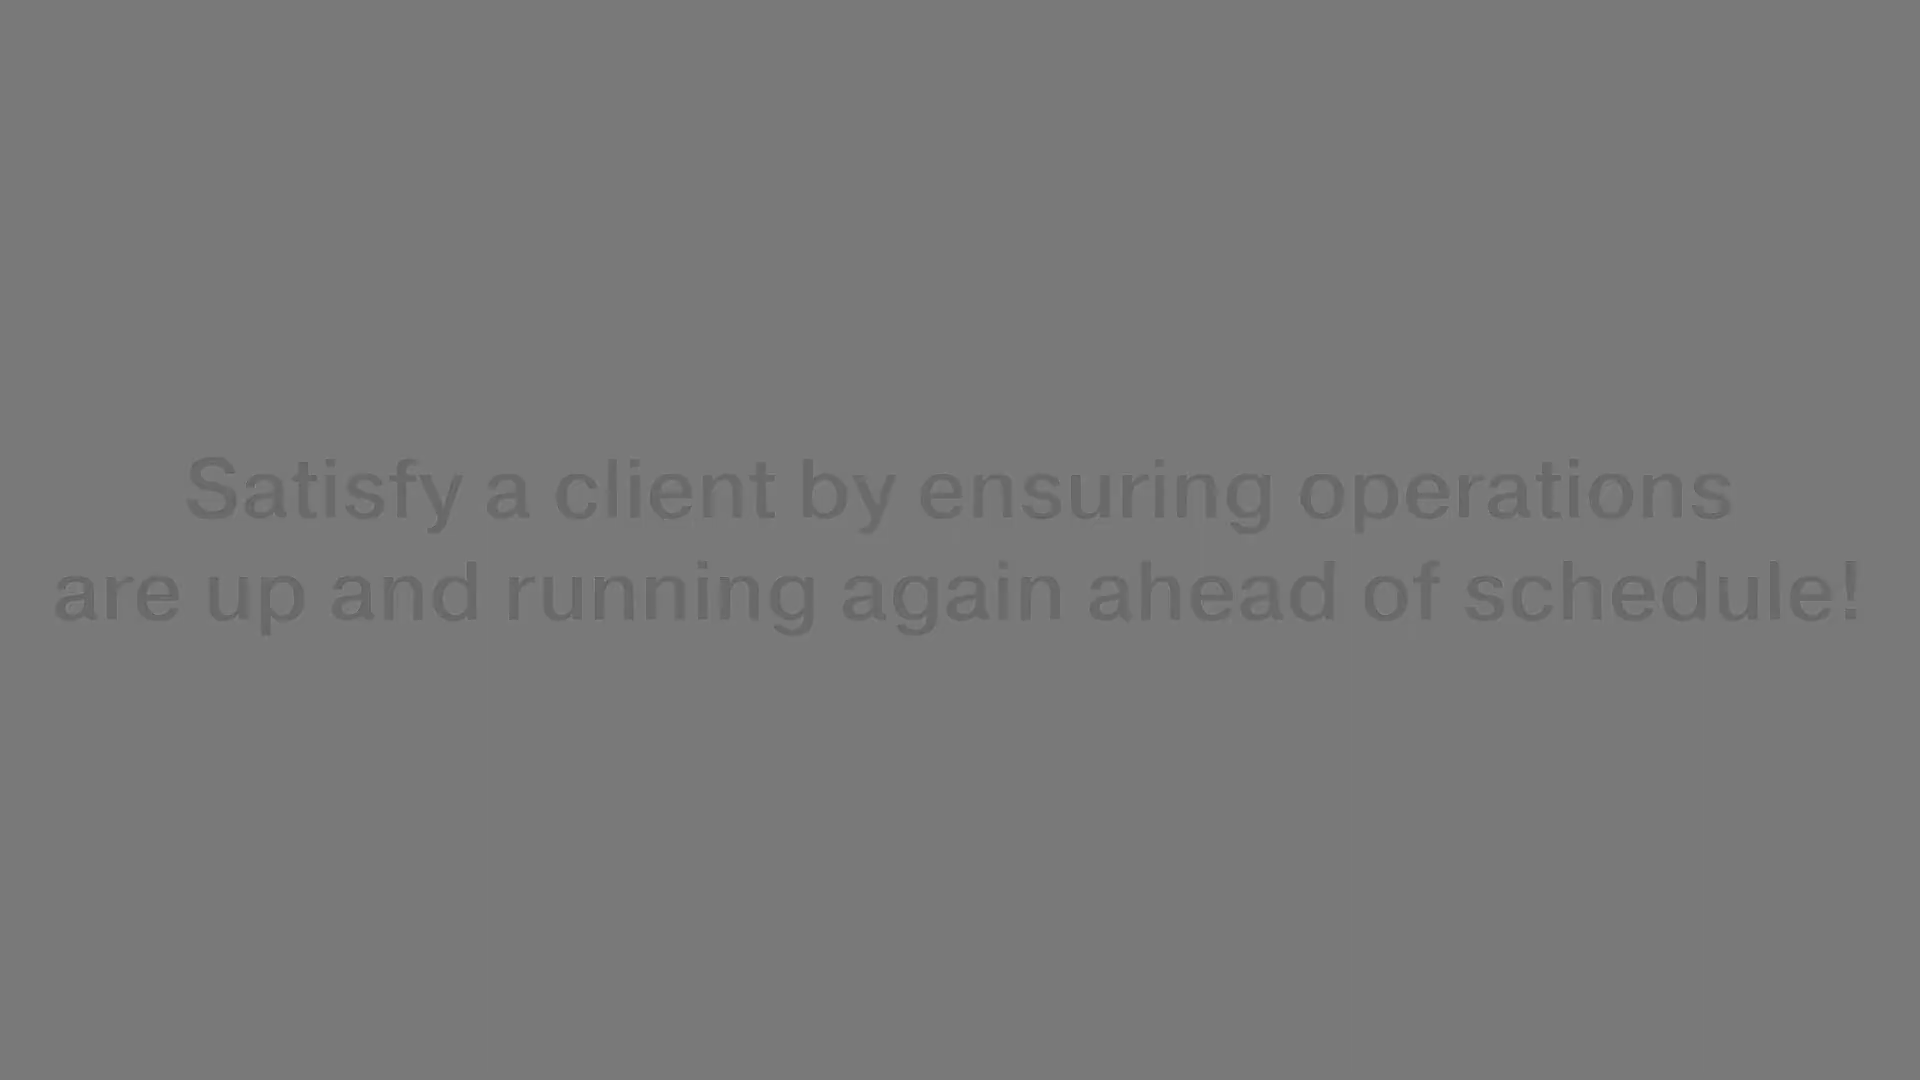 Satisfy a client by ensuring operations
are up and running again ahead of schedule!